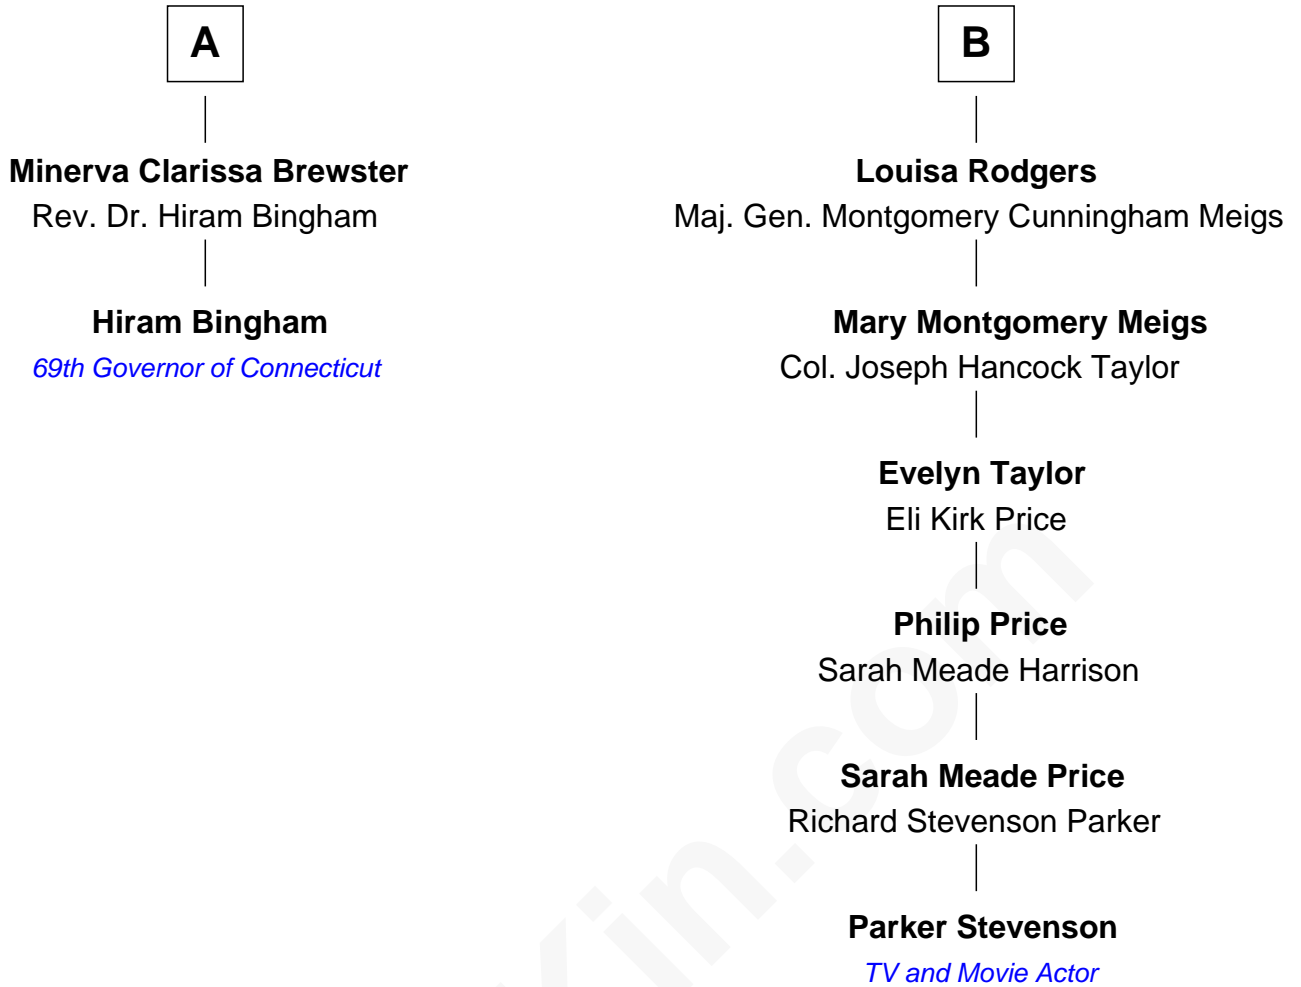 A
Minerva Clarissa Brewster
Rev. Dr. Hiram Bingham
Hiram Bingham
69th Governor of Connecticut
B
Louisa Rodgers
Maj. Gen. Montgomery Cunningham Meigs
Mary Montgomery Meigs
Col. Joseph Hancock Taylor
Evelyn Taylor
Eli Kirk Price
Philip Price
Sarah Meade Harrison
Sarah Meade Price
Richard Stevenson Parker
Parker Stevenson
TV and Movie Actor
Kin.com